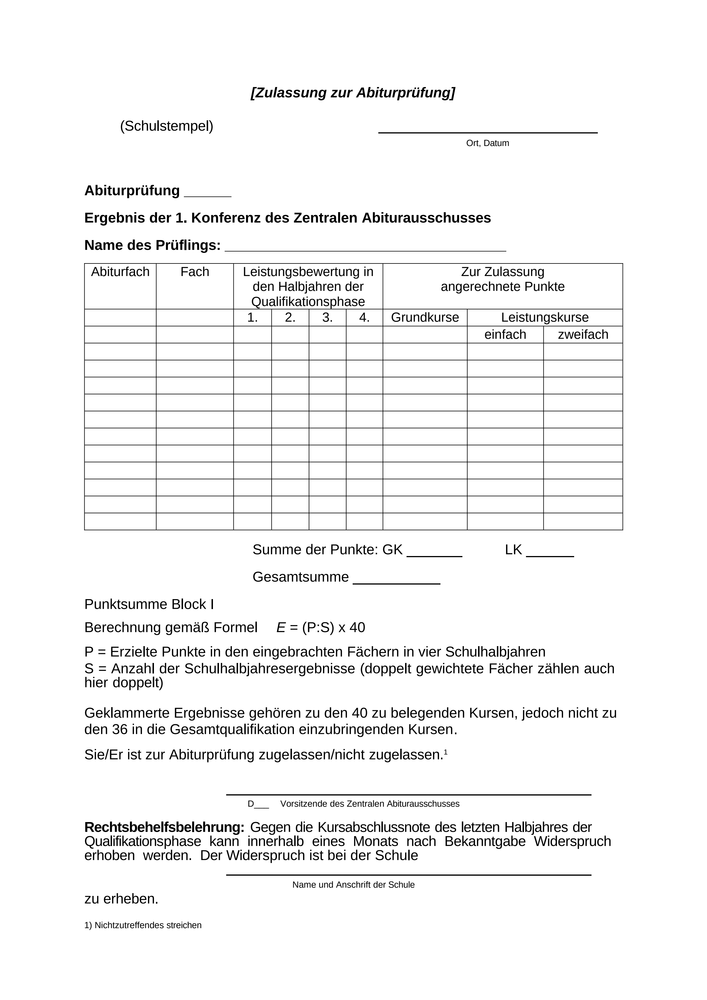 [Zulassung zur Abiturprüfung]
(Schulstempel)
Ort, Datum
Abiturprüfung ______
Ergebnis der 1. Konferenz des Zentralen Abiturausschusses
Name des Prüflings: ____________________________________
Abiturfach Fach Leistungsbewertung in Zur Zulassung
den Halbjahren der angerechnete Punkte
Qualifikationsphase
1. 2. 3. 4. Grundkurse Leistungskurse
einfach zweifach
Summe der Punkte: GK _______ LK ______
Gesamtsumme ___________
Punktsumme Block I
Berechnung gemäß Formel E = (P:S) x 40
P = Erzielte Punkte in den eingebrachten Fächern in vier Schulhalbjahren
S = Anzahl der Schulhalbjahresergebnisse (doppelt gewichtete Fächer zählen auch
hier doppelt)
Geklammerte Ergebnisse gehören zu den 40 zu belegenden Kursen, jedoch nicht zu
den 36 in die Gesamtqualifikation einzubringenden Kursen.
Sie/Er ist zur Abiturprüfung zugelassen/nicht zugelassen.¹
D___ Vorsitzende des Zentralen Abiturausschusses
Rechtsbehelfsbelehrung: Gegen die Kursabschlussnote des letzten Halbjahres der
Qualifikationsphase kann innerhalb eines Monats nach Bekanntgabe Widerspruch
erhoben werden. Der Widerspruch ist bei der Schule
Name und Anschrift der Schule
zu erheben.
1) Nichtzutreffendes streichen